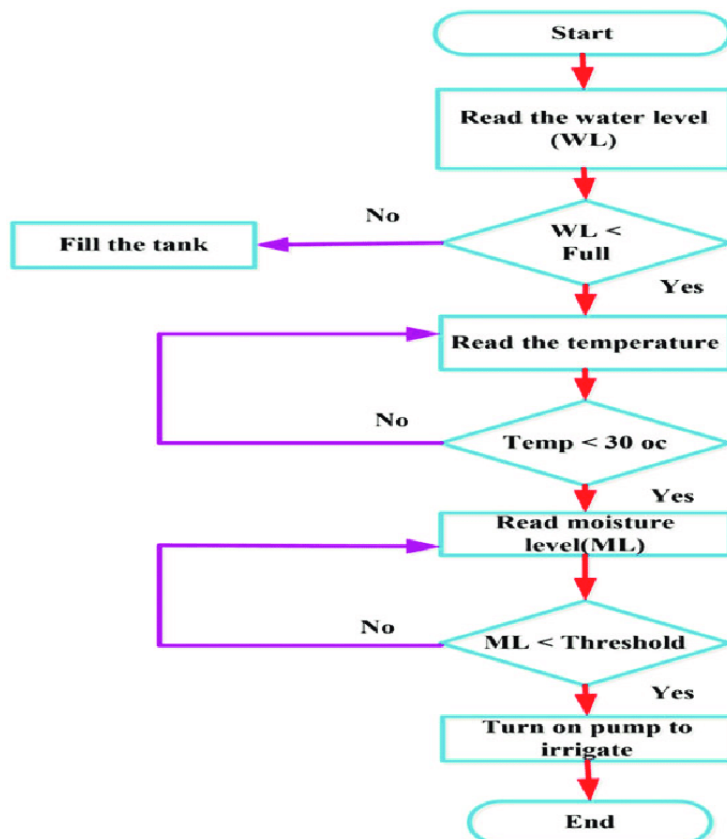 Start
Read the water level
(WL)
No
WL <
Full
Fill the tank
Yes
Read the temperature
No
Temp < 30 oc
Yes
Read moisture
level(ML)
No
ML < Threshold
Yes
Turn on pump to
irrigate
End